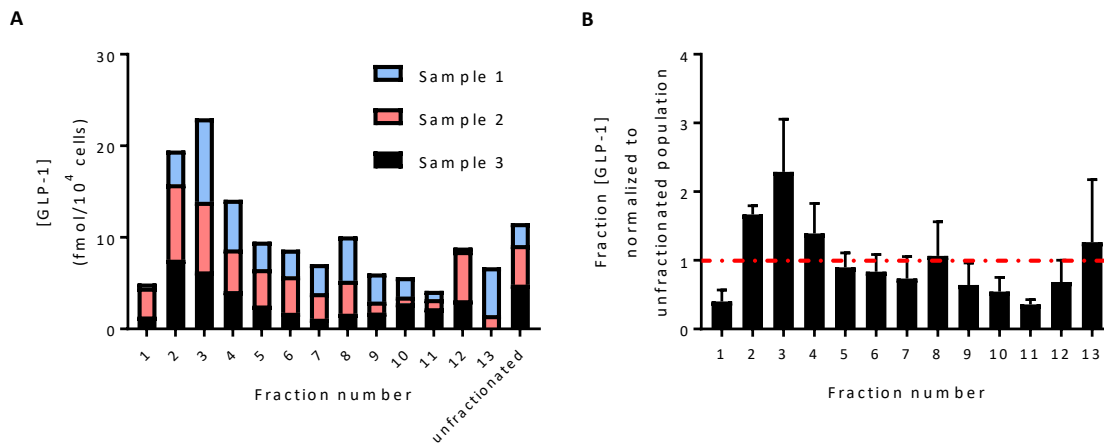 A
[GLP-1]
(fmol/10⁴ cells)
30
20
10
0
Sample 1
Sample 2
Sample 3
1
2
3
4
5
6
7
8
9
10
11
12
13
unfractionated
Fraction number
B
Fraction [GLP-1]
normalized to
unfractionated population
4
3
2
1
0
1 2 3 4 5 6 7 8 9 10 11 12 13
Fraction number